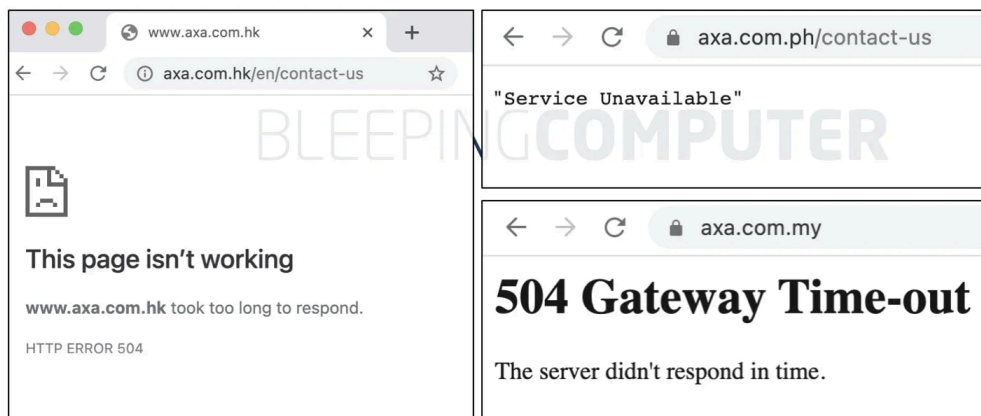 www.axa.com.hk
axa.com.hk/en/contact-us
This page isn’t working
www.axa.com.hk took too long to respond.
HTTP ERROR 504
axa.com.ph/contact-us
"Service Unavailable"
BLEEPINGCOMPUTER
axa.com.my
504 Gateway Time-out
The server didn't respond in time.